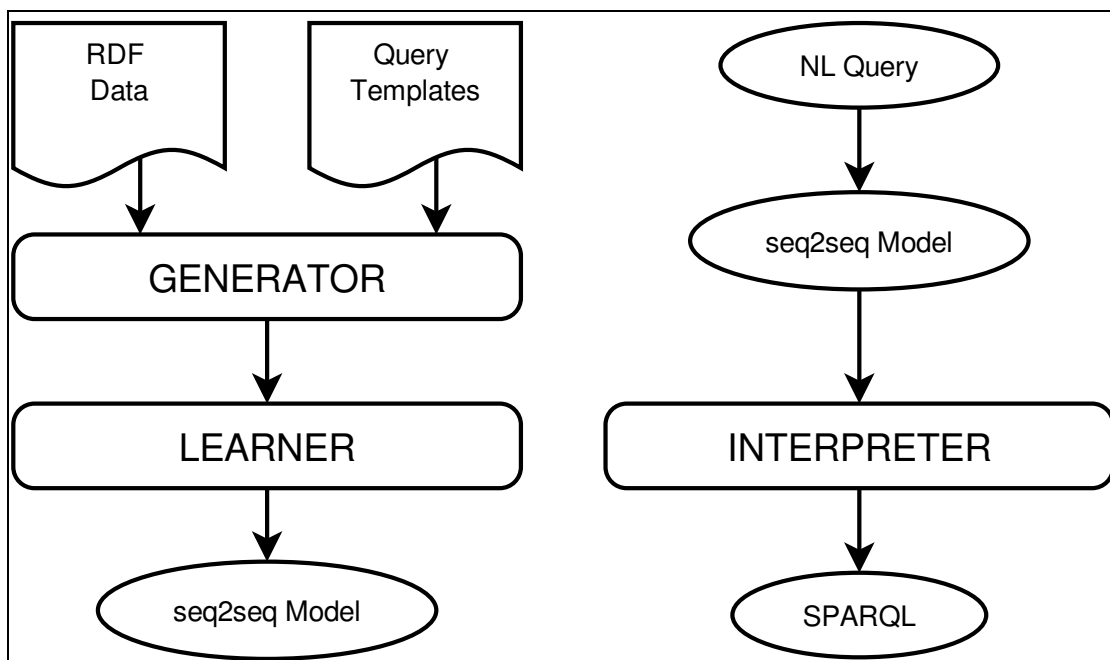 RDF
Data
Query
Templates
GENERATOR
LEARNER
seq2seq Model
NL Query
seq2seq Model
INTERPRETER
SPARQL